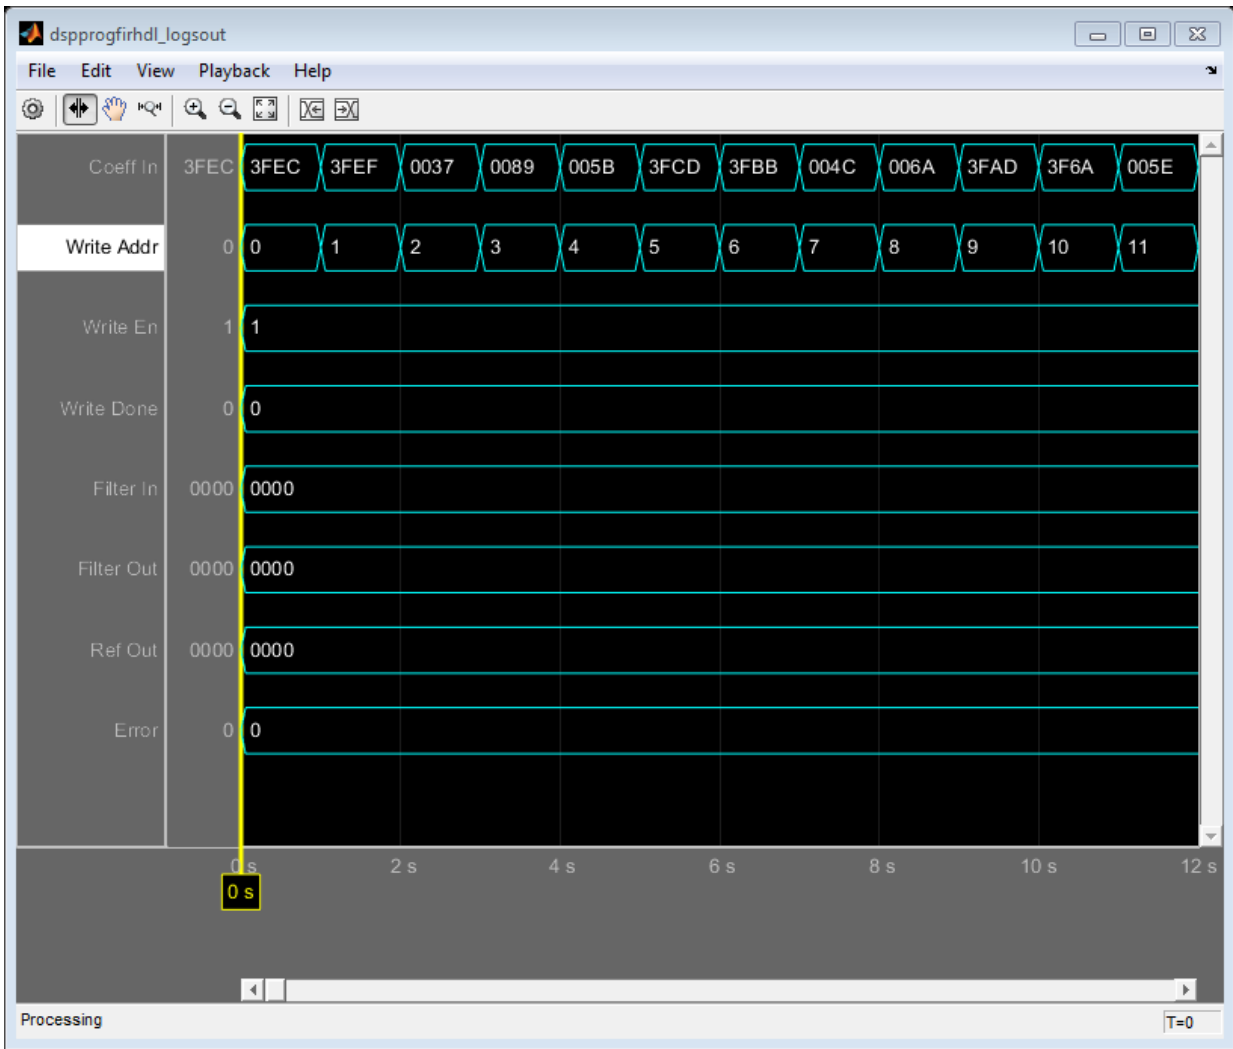 dspprogfirhdl_logsout
File Edit View Playback Help
Coeff In 3FEC 3FEC 3FEF 0037 0089 005B 3FCD 3FBB 004C 006A 3FAD 3F6A 005E
Write Addr 0 0 1 2 3 4 5 6 7 8 9 10 11
Write En 1 1
Write Done 0 0
Filter In 0000 0000
Filter Out 0000 0000
Ref Out 0000 0000
Error 0 0
0 s 2 s 4 s 6 s 8 s 10 s 12 s
0 s
Processing T=0